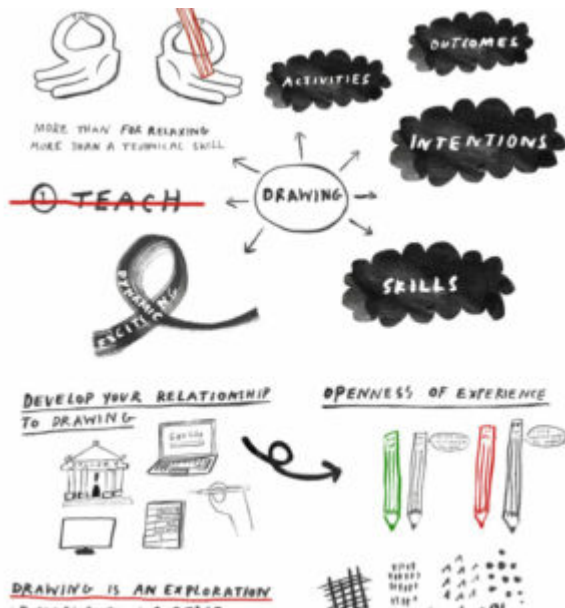 OUTCOMES
ACTIVITIES
MORE THAN FOR RELAXING
MORE THAN A TECHNICAL SKILL
INTENTIONS
① TEACH
DRAWING
DYNAMIC
EXCITING
SKILLS
DEVELOP YOUR RELATIONSHIP
TO DRAWING
OPENNESS OF EXPERIENCE
DRAWING IS AN EXPLORATION